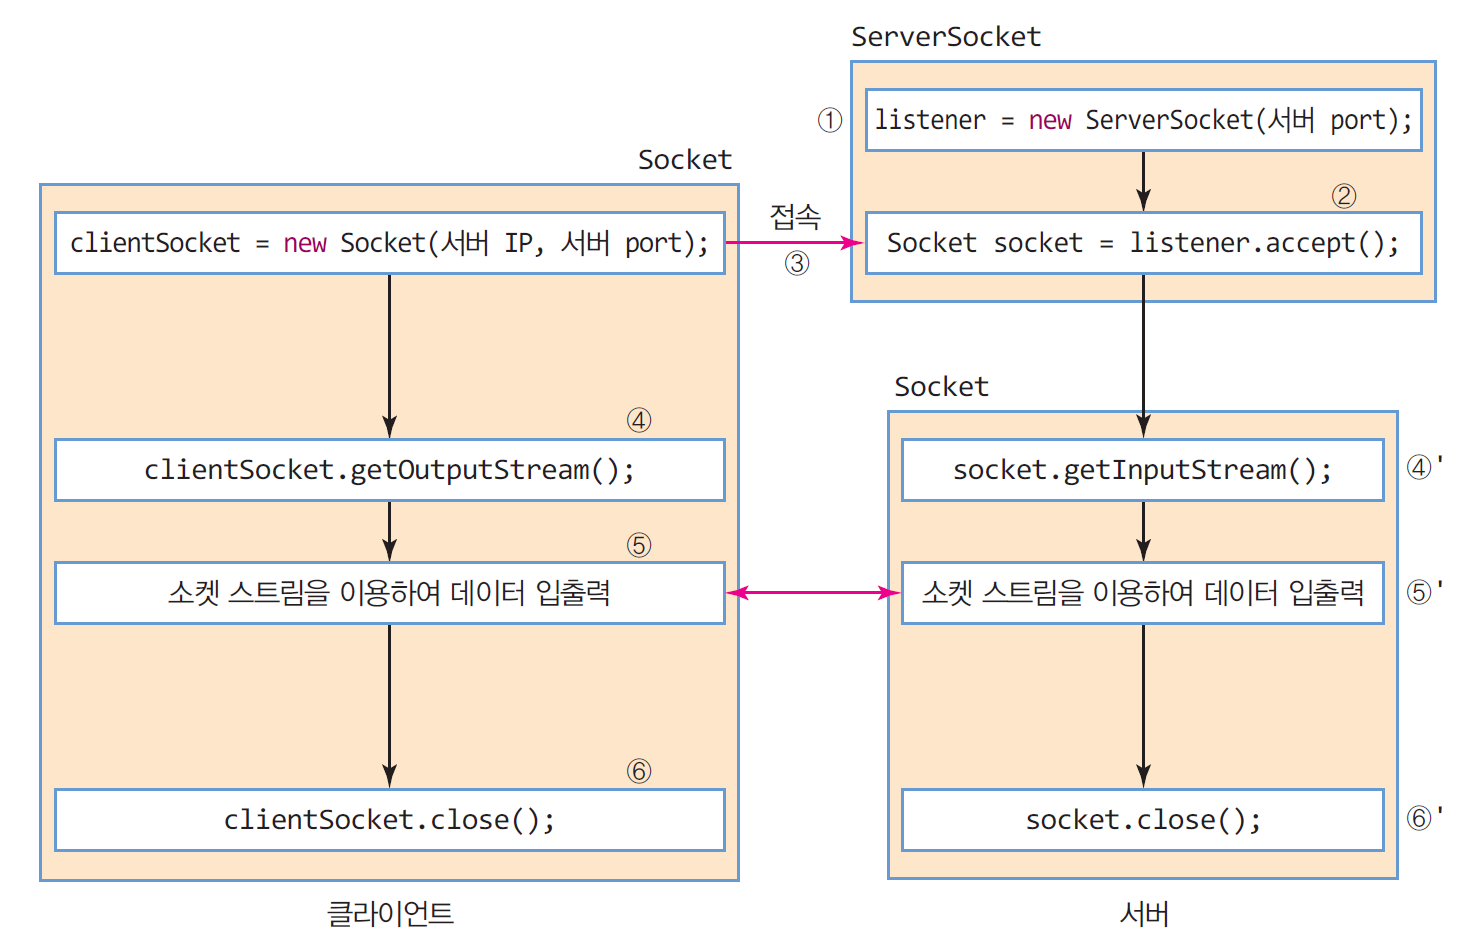 ServerSocket
①
listener = new ServerSocket(서버 port);
②
Socket socket = listener.accept();
Socket
clientSocket = new Socket(서버 IP, 서버 port);
접속
③
④
clientSocket.getOutputStream();
⑤
소켓 스트림을 이용하여 데이터 입출력
⑥
clientSocket.close();
클라이언트
Socket
socket.getInputStream();
④'
소켓 스트림을 이용하여 데이터 입출력
⑤'
socket.close();
⑥'
서버